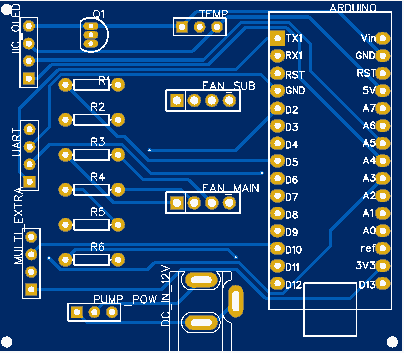 IIC_OLED
Q1
TEMP
ARDUINO
TX1
RX1
RST
GND
D2
D3
D4
D5
D6
D7
D8
D9
D10
D11
D12
Vin
GND
RST
5V
A7
A6
A5
A4
A3
A2
A1
A0
ref
3V3
D13
R1
R2
R3
R4
R5
R6
FAN_SUB
FAN_MAIN
UART
MULTI_EXTRA
PUMP_POW
DC_IN_12V